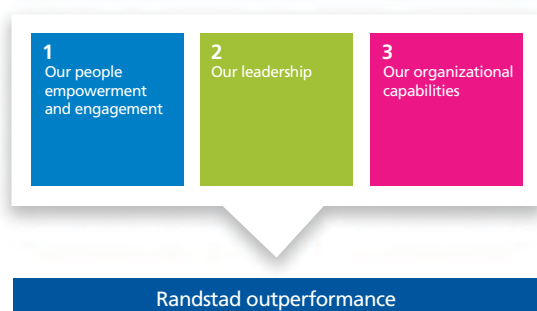 1
Our people
empowerment
and engagement
2
Our leadership
3
Our organizational
capabilities
Randstad outperformance